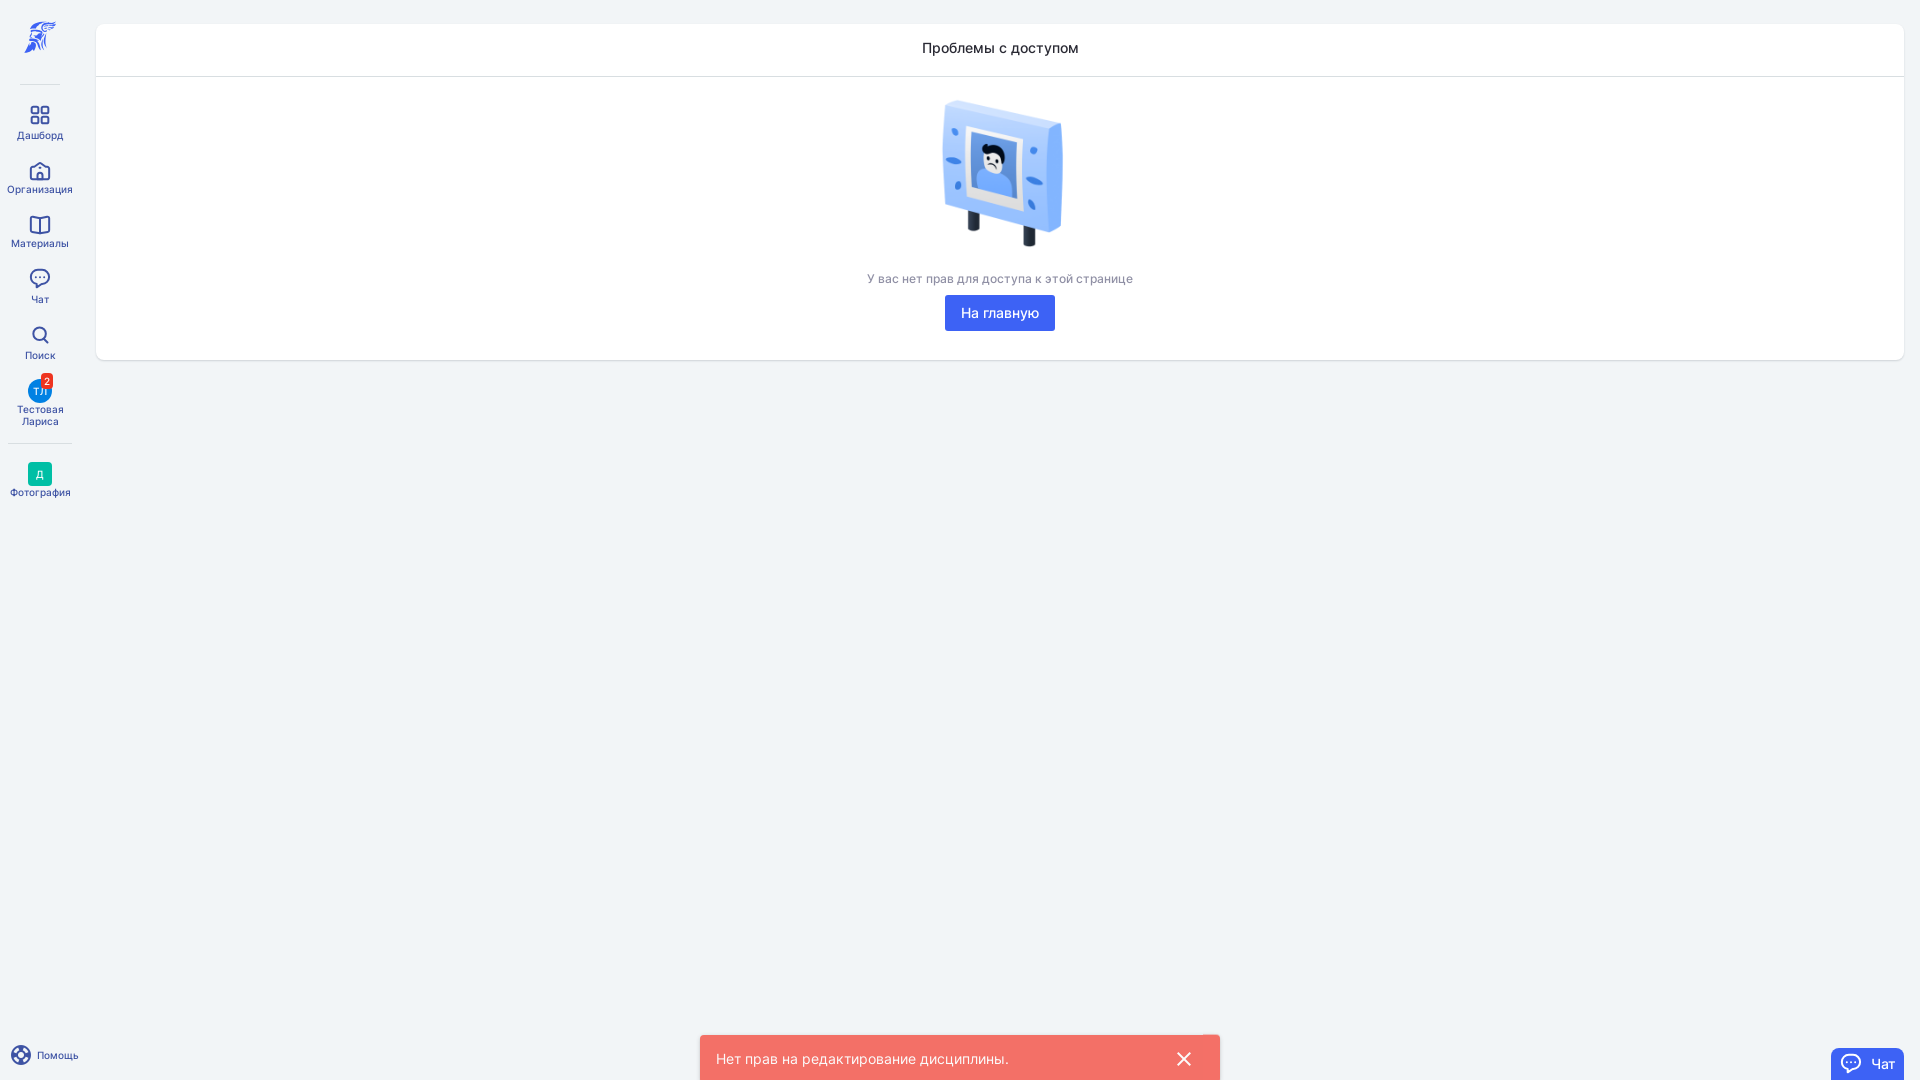 Проблемы с доступом
Дашборд
Организация
Материалы
Чат
Поиск
2
ТЛ
Тестовая
Лариса
Д
Фотография
У вас нет прав для доступа к этой странице
На главную
Помощь
Нет прав на редактирование дисциплины.
Чат